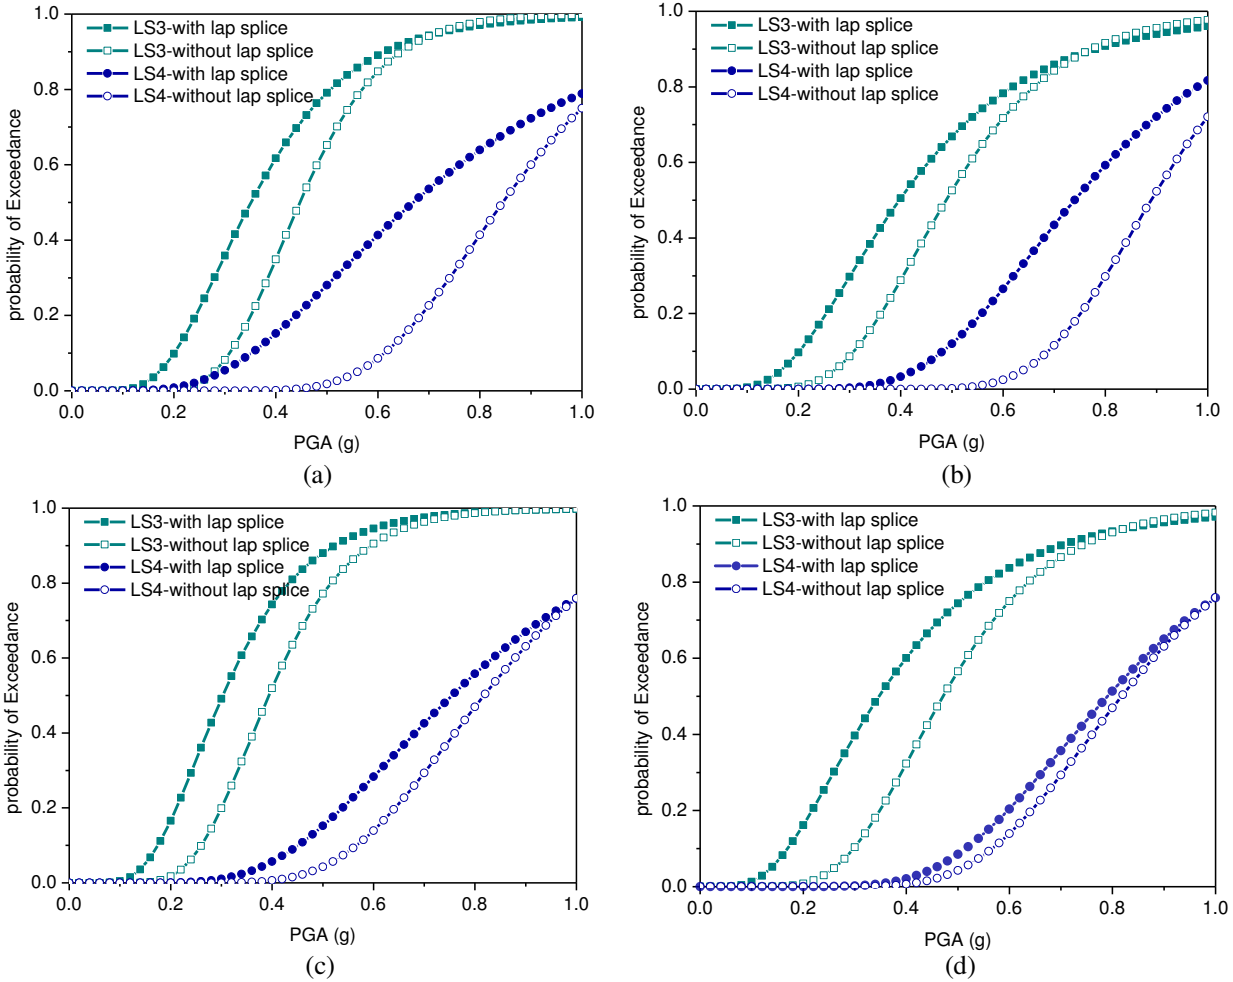 LS3-with lap splice
LS3-without lap splice
LS4-with lap splice
LS4-without lap splice
probability of Exceedance
1.0
0.8
0.6
0.4
0.2
0.0
0.0 0.2 0.4 0.6 0.8 1.0
PGA (g)
(a)
LS3-with lap splice
LS3-without lap splice
LS4-with lap splice
LS4-without lap splice
probability of Exceedance
1.0
0.8
0.6
0.4
0.2
0.0
0.0 0.2 0.4 0.6 0.8 1.0
PGA (g)
(b)
LS3-with lap splice
LS3-without lap splice
LS4-with lap splice
LS4-without lap splice
probability of Exceedance
1.0
0.8
0.6
0.4
0.2
0.0
0.0 0.2 0.4 0.6 0.8 1.0
PGA (g)
(c)
LS3-with lap splice
LS3-without lap splice
LS4-with lap splice
LS4-without lap splice
probability of Exceedance
1.0
0.8
0.6
0.4
0.2
0.0
0.0 0.2 0.4 0.6 0.8 1.0
PGA (g)
(d)